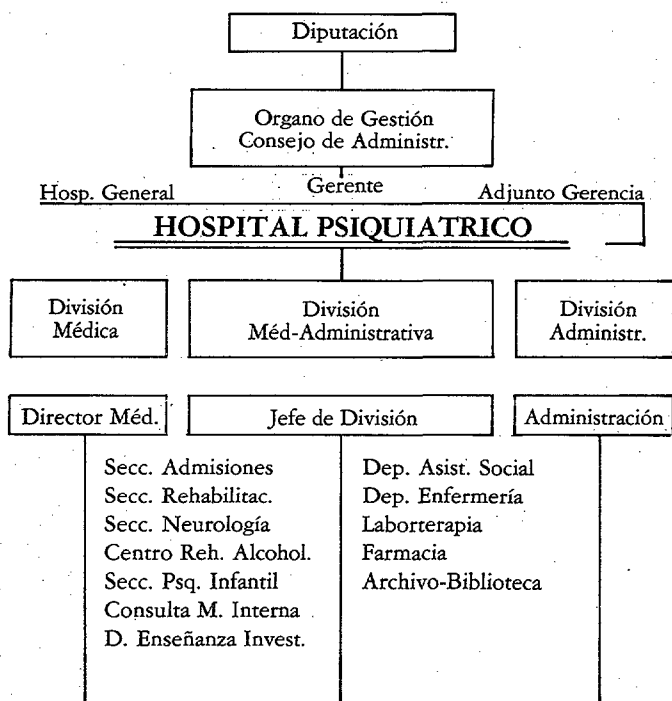 Diputación
Organo de Gestión
Consejo de Administr.
Hosp. General
Gerente
Adjunto Gerencia
HOSPITAL PSIQUIATRICO
División
Médica
División
Méd-Administrativa
División
Administr.
Director Méd.
Jefe de División
Administración
Secc. Admisiones
Secc. Rehabilitac.
Secc. Neurología
Centro Reh. Alcohol.
Secc. Psq. Infantil
Consulta M. Interna
D. Enseñanza Invest.
Dep. Asist. Social
Dep. Enfermería
Laborterapia
Farmacia
Archivo-Biblioteca